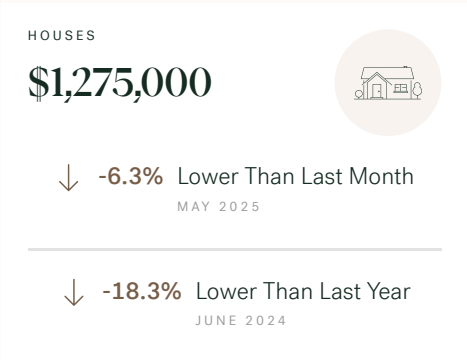 HOUSES
$1,275,000
-6.3% Lower Than Last Month
MAY 2025
-18.3% Lower Than Last Year
JUNE 2024